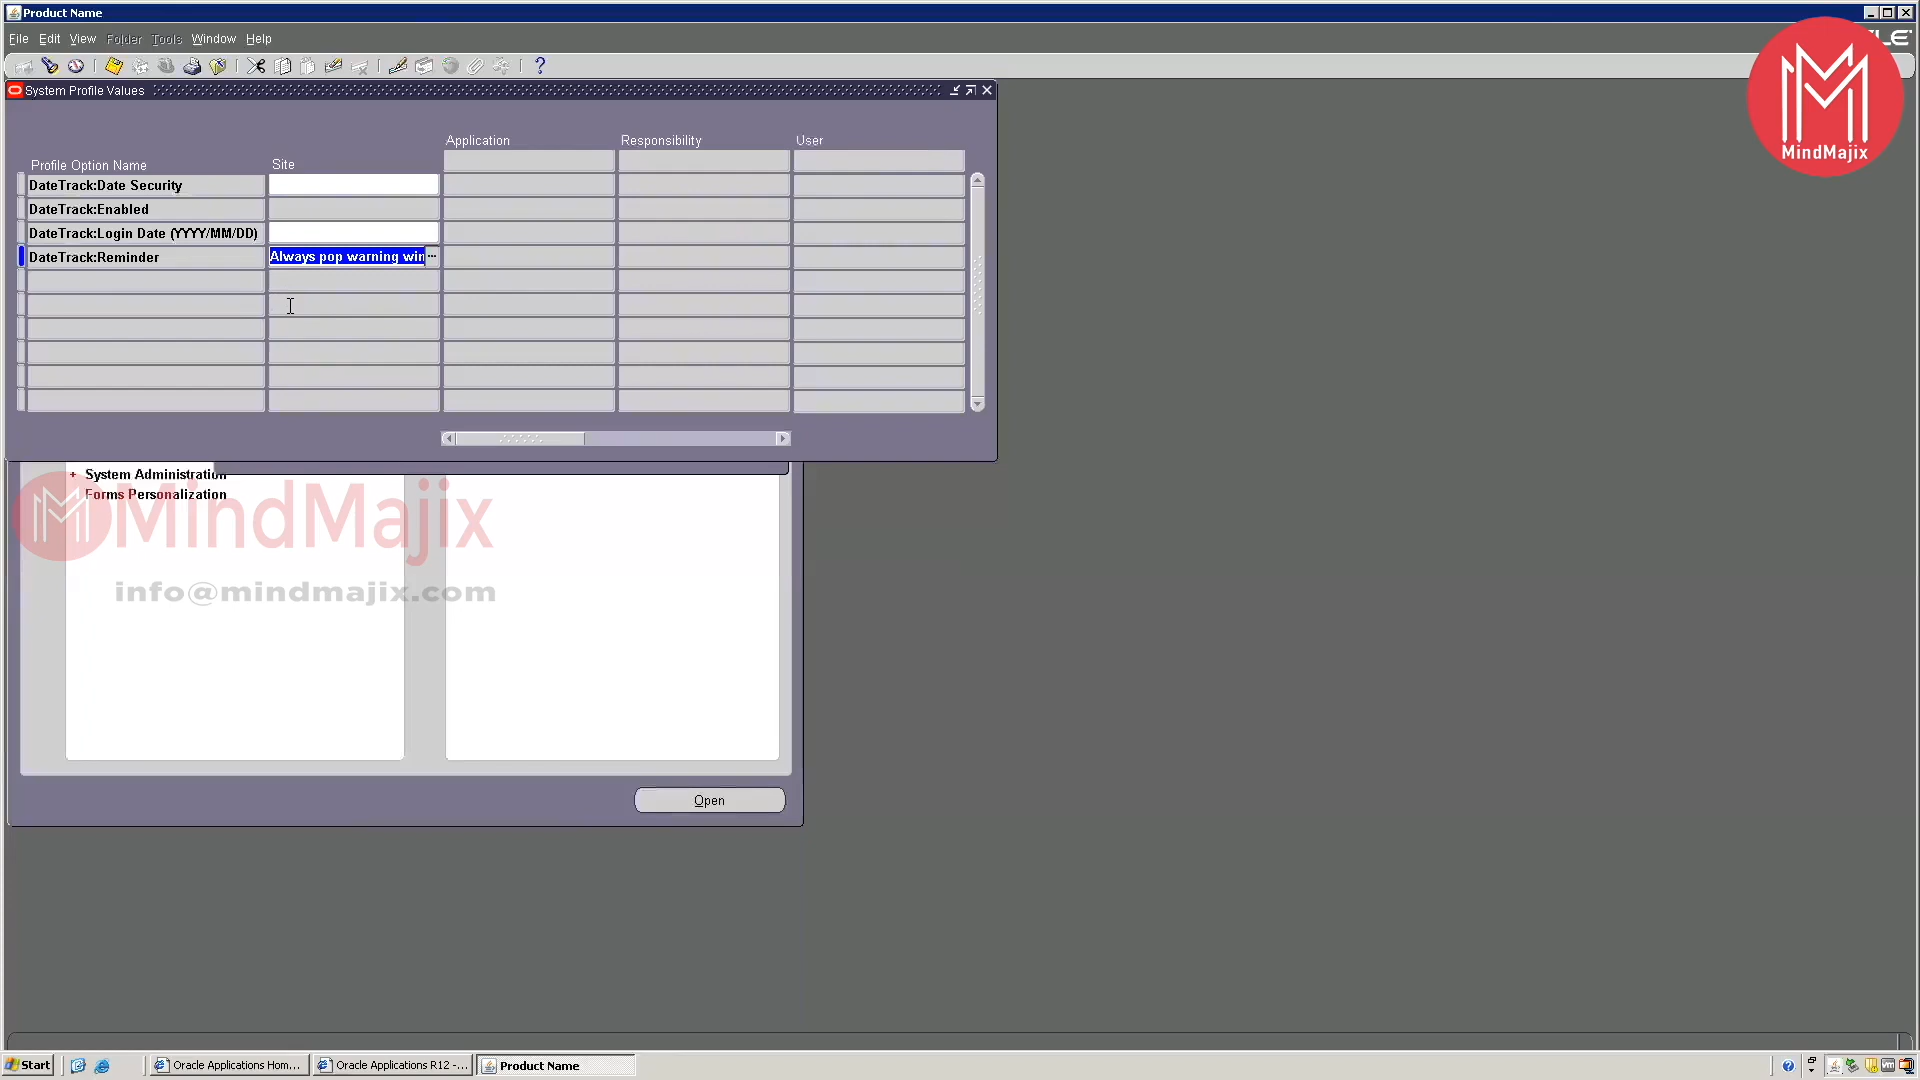 Product Name
File Edit View Folder Tools Window Help
MindMajix
System Profile Values
Application Responsibility User
Profile Option Name Site
DateTrack:Date Security
DateTrack:Enabled
DateTrack:Login Date (YYYY/MM/DD)
DateTrack:Reminder Always pop warning win
+ System Administration
Forms Personalization
MindMajix
info@mindmajix.com
Open
Start Oracle Applications Hom... Oracle Applications R12 -... Product Name